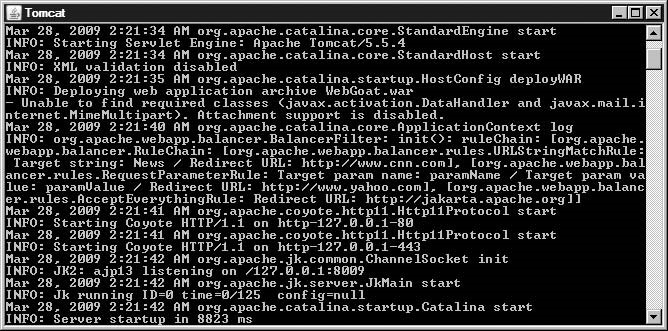 Tomcat
Mar 28, 2009 2:21:34 AM org.apache.catalina.core.StandardEngine start
INFO: Starting Servlet Engine: Apache Tomcat/5.5.4
Mar 28, 2009 2:21:34 AM org.apache.catalina.core.StandardHost start
INFO: XML validation disabled
Mar 28, 2009 2:21:35 AM org.apache.catalina.startup.HostConfig deployWAR
INFO: Deploying web application archive WebGoat.war
- Unable to find required classes (javax.activation.DataHandler and javax.mail.i
nternet.MimeMultipart). Attachment support is disabled.
Mar 28, 2009 2:21:40 AM org.apache.catalina.core.ApplicationContext log
INFO: org.apache.webapp.balancer.BalancerFilter: init(): ruleChain: [org.apache.
webapp.balancer.RuleChain: [org.apache.webapp.balancer.rules.URLStringMatchRule:
 Target string: News / Redirect URL: http://www.cnn.com], [org.apache.webapp.bal
ancer.rules.RequestParameterRule: Target param name: paramName / Target param va
lue: paramValue / Redirect URL: http://www.yahoo.com], [org.apache.webapp.balanc
er.rules.AcceptEverythingRule: Redirect URL: http://jakarta.apache.org]]
Mar 28, 2009 2:21:41 AM org.apache.coyote.http11.Http11Protocol start
INFO: Starting Coyote HTTP/1.1 on http-127.0.0.1-80
Mar 28, 2009 2:21:41 AM org.apache.coyote.http11.Http11Protocol start
INFO: Starting Coyote HTTP/1.1 on http-127.0.0.1-443
Mar 28, 2009 2:21:42 AM org.apache.jk.common.ChannelSocket init
INFO: JK2: ajp13 listening on /127.0.0.1:8009
Mar 28, 2009 2:21:42 AM org.apache.jk.server.JkMain start
INFO: Jk running ID=0 time=0/125  config=null
Mar 28, 2009 2:21:42 AM org.apache.catalina.startup.Catalina start
INFO: Server startup in 8823 ms